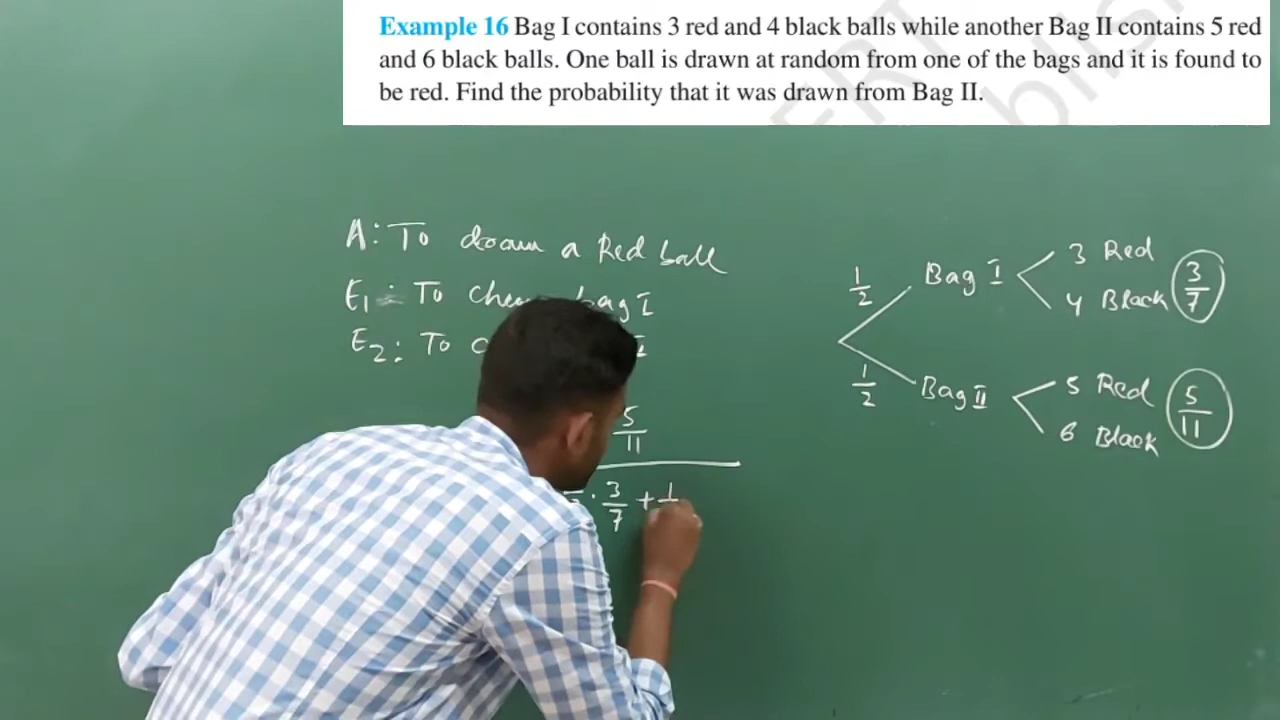 Example 16 Bag I contains 3 red and 4 black balls while another Bag II contains 5 red
and 6 black balls. One ball is drawn at random from one of the bags and it is found to
be red. Find the probability that it was drawn from Bag II.
A: To draw a Red ball
E1: To bag I
E2: To
5/11
3/7 + 1
1/2 Bag I 3 Red
4 Black 3/7
1/2 Bag II 5 Red
6 Black 5/11